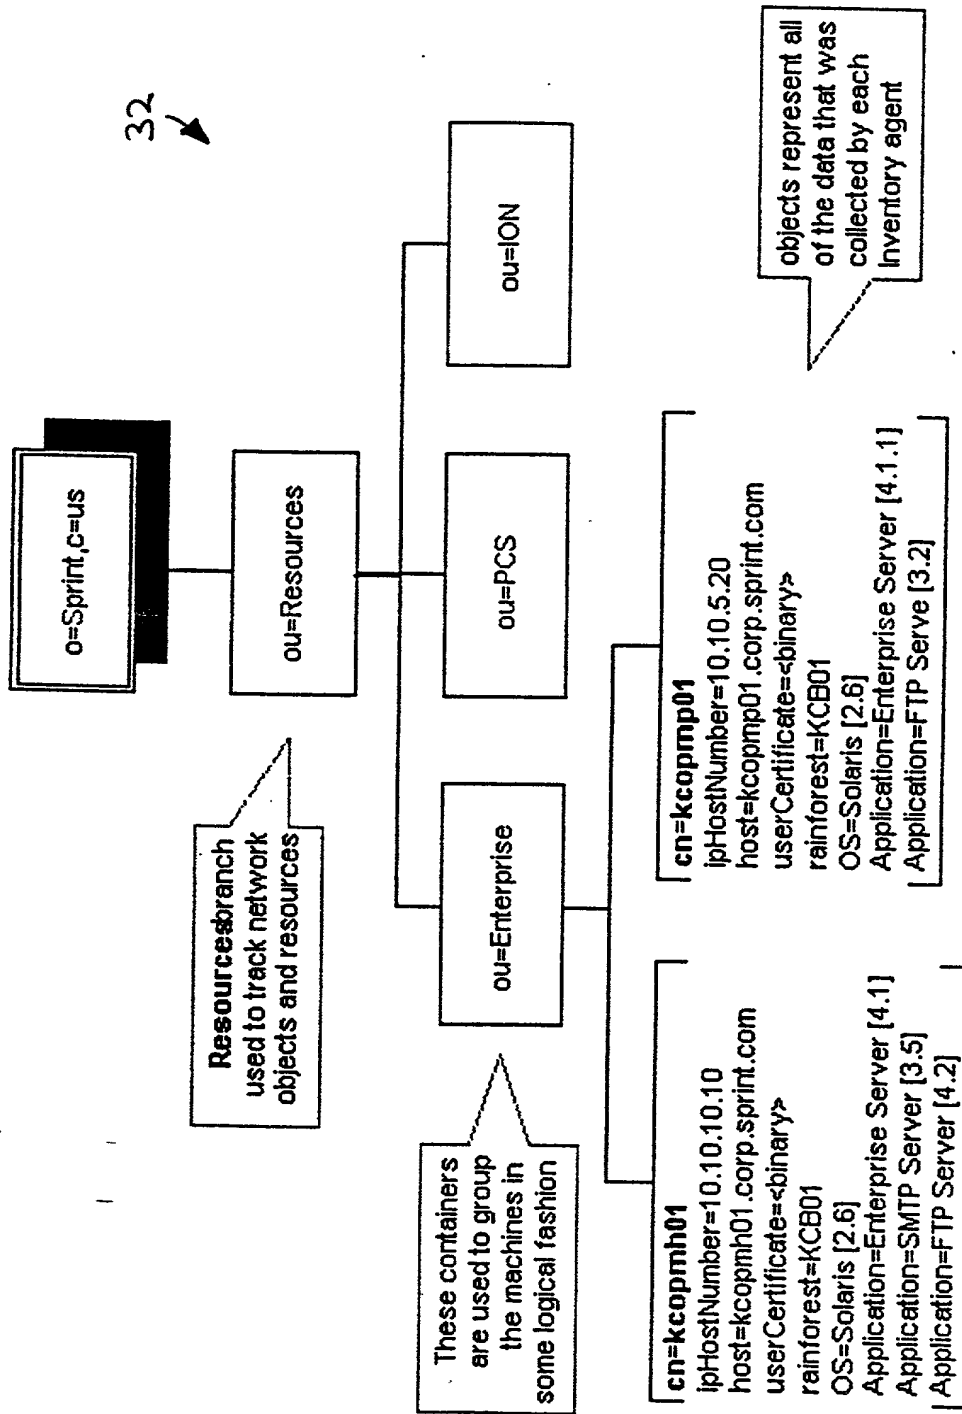 32
o=Sprint,c=us
ou=Resources
Resourcesbranch
used to track network
objects and resources
ou=Enterprise
ou=PCS
ou=ION
These containers
are used to group
the machines in
some logical fashion
cn=kcopmh01
ipHostNumber=10.10.10.10
host=kcopmh01.corp.sprint.com
userCertificate=<binary>
rainforest=KCB01
OS=Solaris [2.6]
Application=Enterprise Server [4.1]
Application=SMTP Server [3.5]
Application=FTP Server [4.2]
cn=kcopmp01
ipHostNumber=10.10.5.20
host=kcopmp01.corp.sprint.com
userCertificate=<binary>
rainforest=KCB01
OS=Solaris [2.6]
Application=Enterprise Server [4.1.1]
Application=FTP Serve [3.2]
objects represent all
of the data that was
collected by each
Inventory agent